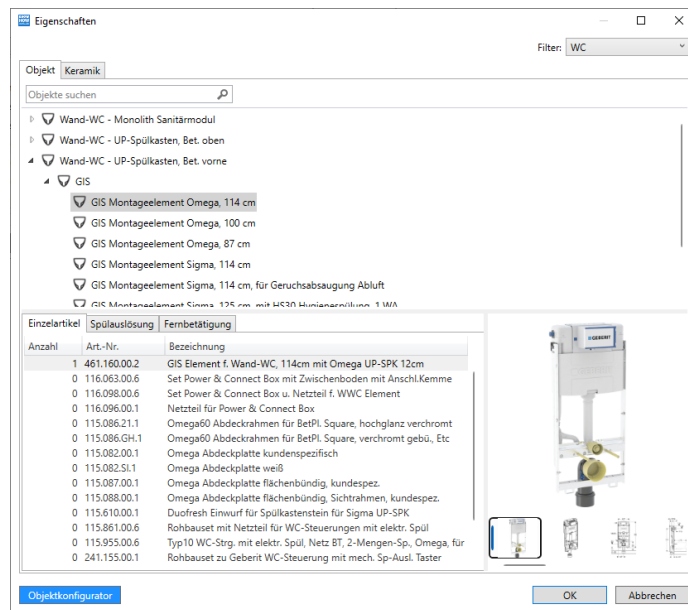 Eigenschaften
Filter: WC
Objekt Keramik
Objekte suchen
Wand-WC - Monolith Sanitärmodul
Wand-WC - UP-Spülkasten, Bet. oben
Wand-WC - UP-Spülkasten, Bet. vorne
GIS
GIS Montageelement Omega, 114 cm
GIS Montageelement Omega, 100 cm
GIS Montageelement Omega, 87 cm
GIS Montageelement Sigma, 114 cm
GIS Montageelement Sigma, 114 cm, für Geruchsabsaugung Abluft
GIS Montageelement Sigma, 125 cm, mit HS30 Hygienespülung, 1 WA
Einzelartikel Spülauslösung Fernbetätigung
Anzahl Art.-Nr. Bezeichnung
1 461.160.00.2 GIS Element f. Wand-WC, 114cm mit Omega UP-SPK 12cm
0 116.063.00.6 Set Power & Connect Box mit Zwischenboden mit Anschl.Kemme
0 116.098.00.6 Set Power & Connect Box u. Netzteil f. WWC Element
0 116.096.00.1 Netzteil für Power & Connect Box
0 115.086.21.1 Omega60 Abdeckrahmen für BetPl. Square, hochglanz verchromt
0 115.086.GH.1 Omega60 Abdeckrahmen für BetPl. Square, verchromt gebü., Etc
0 115.082.00.1 Omega Abdeckplatte kundenspezifisch
0 115.082.SI.1 Omega Abdeckplatte weiß
0 115.087.00.1 Omega Abdeckplatte flächenbündig, kundespez.
0 115.088.00.1 Omega Abdeckplatte flächenbündig, Sichtrahmen, kundespez.
0 115.610.00.1 Duofresh Einwurf für Spülkastenstein für Sigma UP-SPK
0 115.861.00.6 Rohbauset mit Netzteil für WC-Steuerungen mit elektr. Spül
0 115.955.00.6 Typ10 WC-Strg. mit elektr. Spül, Netz BT, 2-Mengen-Sp., Omega, für
0 241.155.00.1 Rohbauset zu Geberit WC-Steuerung mit mech. Sp-Ausl. Taster
GEBERIT
Objektkonfigurator OK Abbrechen